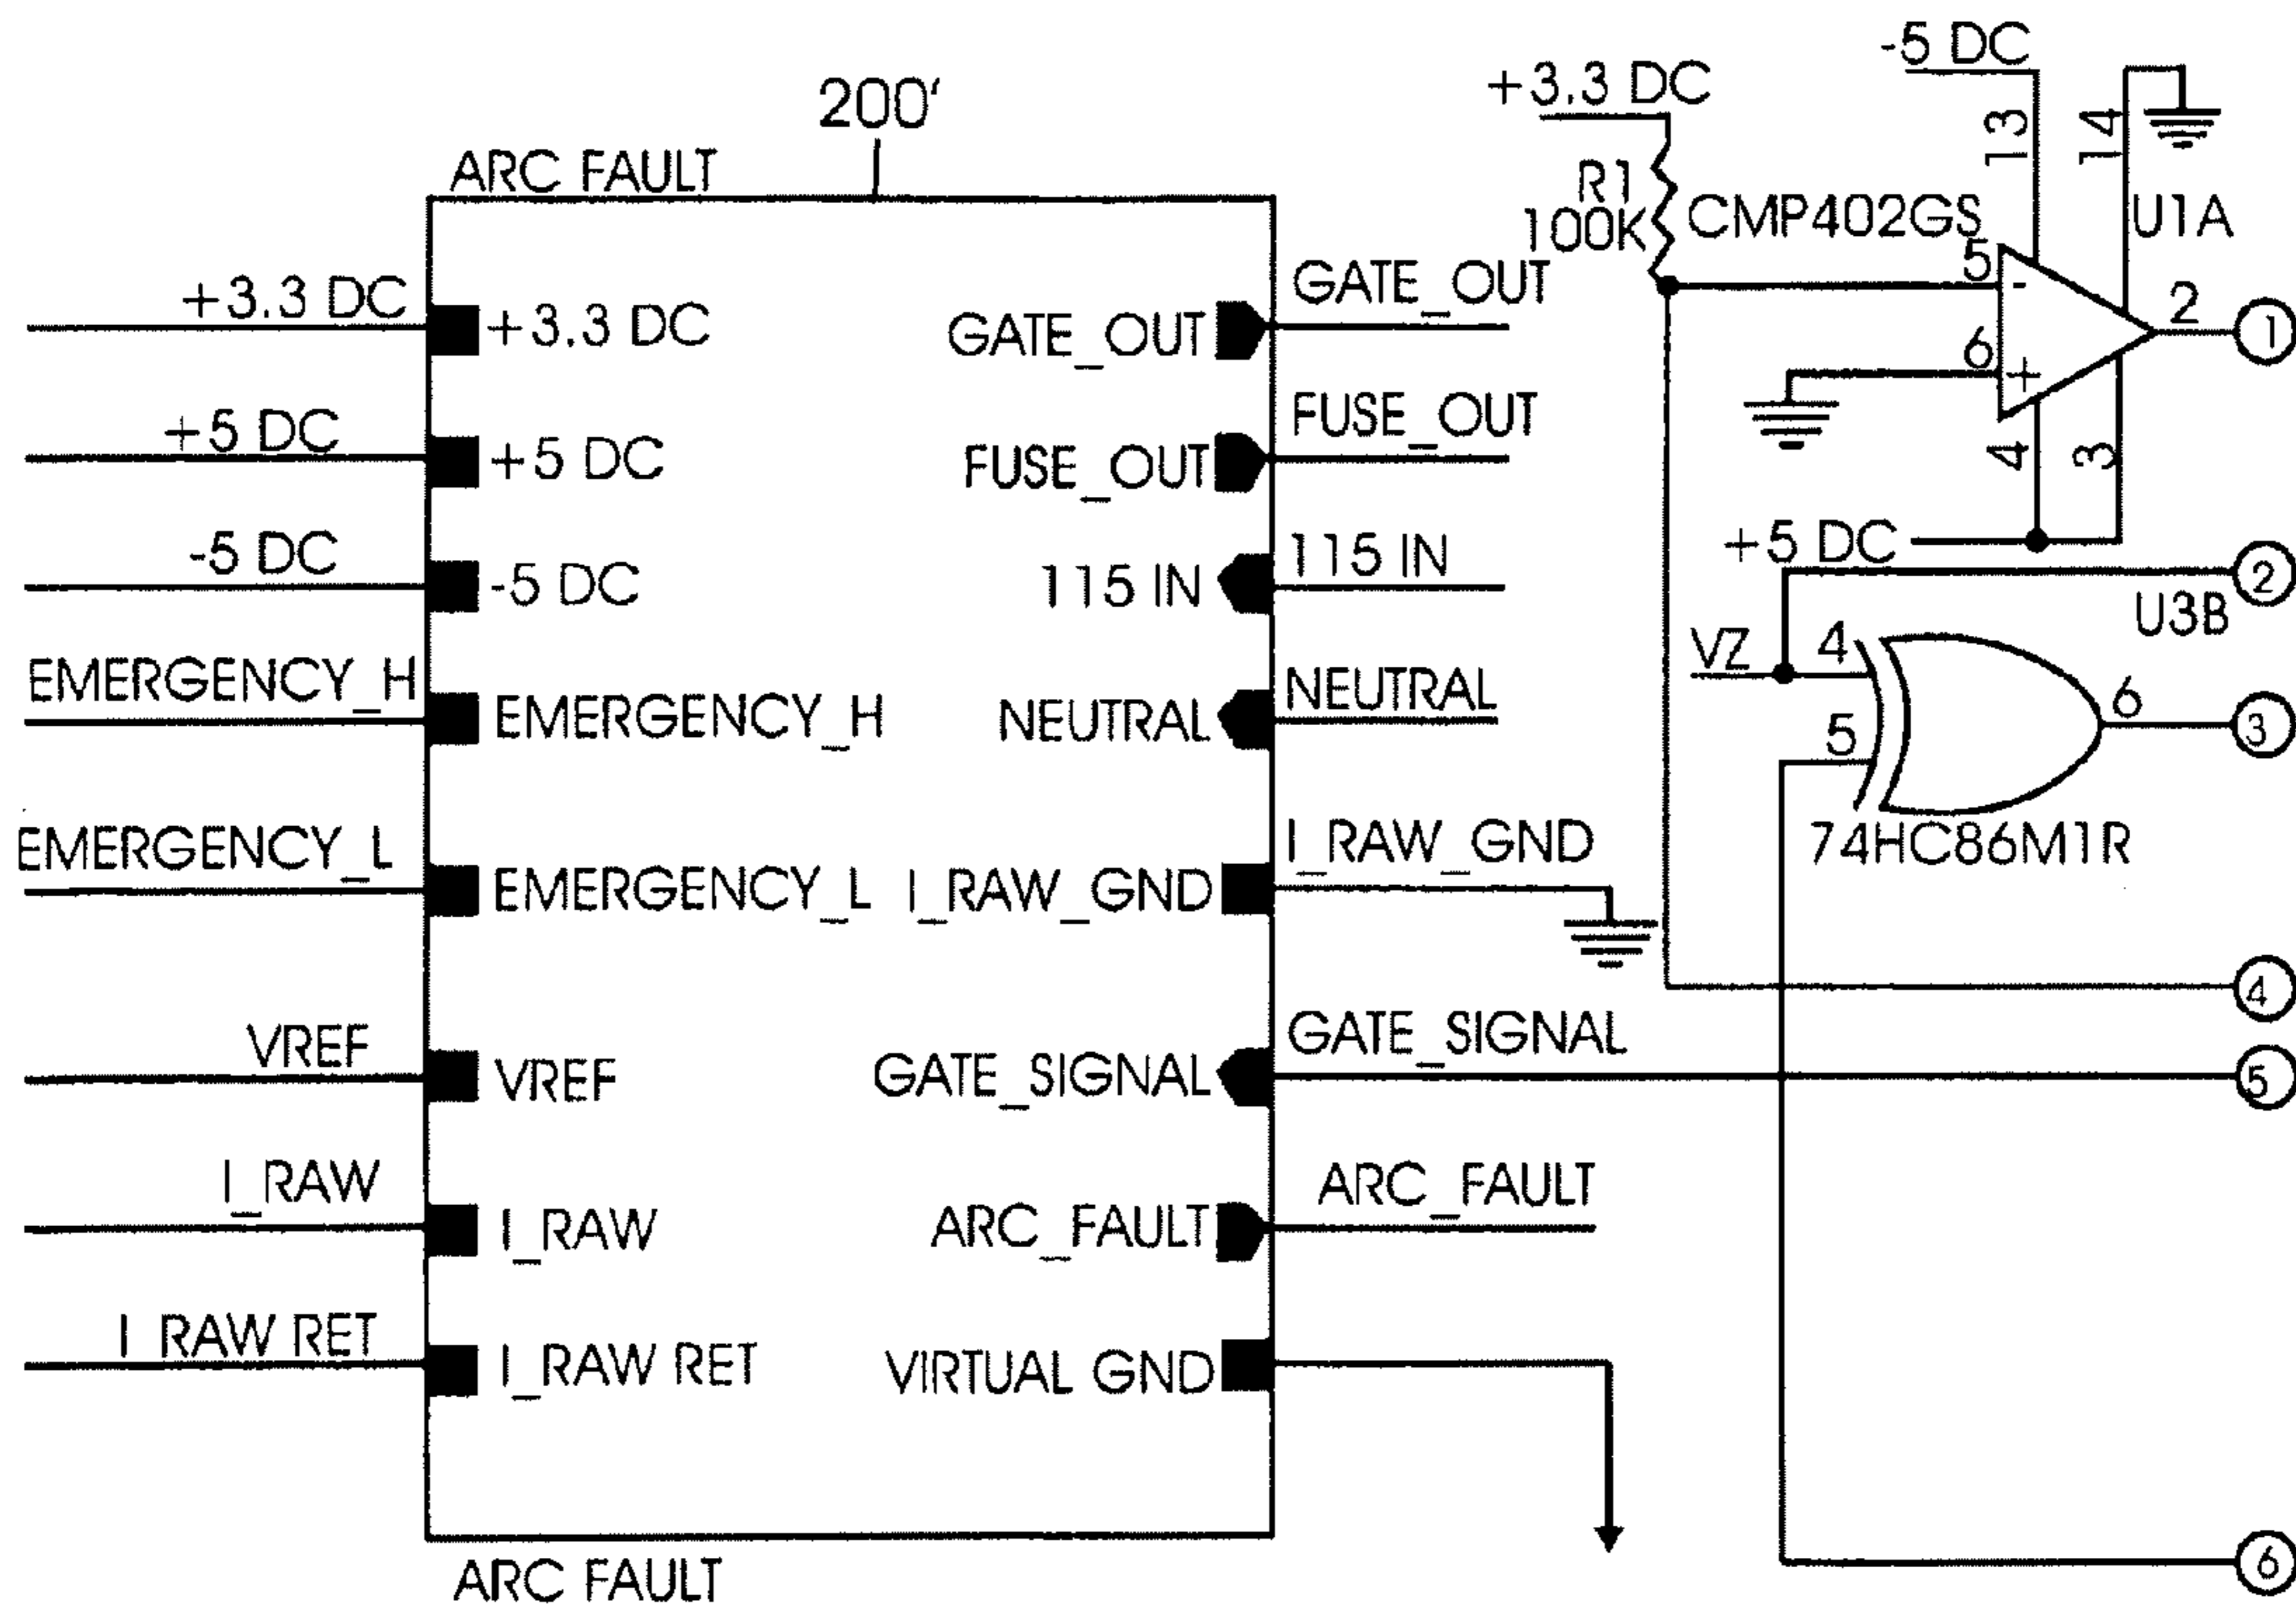 200'
ARC FAULT
+3.3 DC
+5 DC
-5 DC
EMERGENCY_H
EMERGENCY_L
VREF
I_RAW
I_RAW RET
+3.3 DC
+5 DC
-5 DC
EMERGENCY_H
EMERGENCY_L
VREF
I_RAW
I_RAW RET
GATE_OUT
FUSE_OUT
115 IN
NEUTRAL
I_RAW_GND
GATE_SIGNAL
ARC_FAULT
VIRTUAL GND
GATE_OUT
FUSE_OUT
115 IN
NEUTRAL
I_RAW_GND
GATE_SIGNAL
ARC_FAULT
ARC FAULT
+3.3 DC
R1
100K
-5 DC
13
14
CMP402GS
U1A
5
-
6
+
2
1
4
3
+5 DC
2
U3B
VZ
4
5
6
3
74HC86M1R
4
5
6